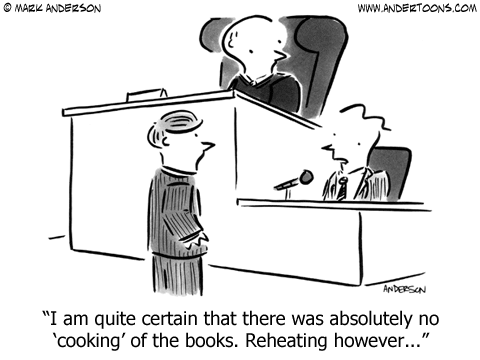 © MARK ANDERSON
WWW.ANDERTOONS.COM
ANDERSON
“I am quite certain that there was absolutely no
‘cooking’ of the books. Reheating however...”